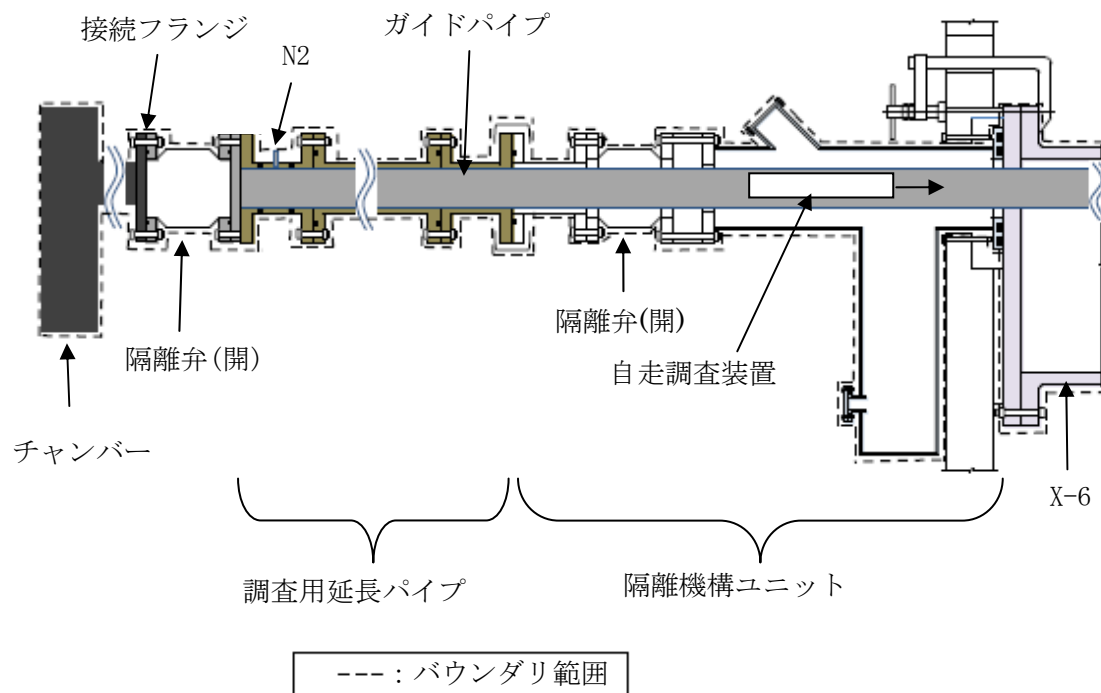 接続フランジ
N2
ガイドパイプ
隔離弁(開)
隔離弁(開)
自走調査装置
チャンバー
X-6
調査用延長パイプ
隔離機構ユニット
---：バウンダリ範囲